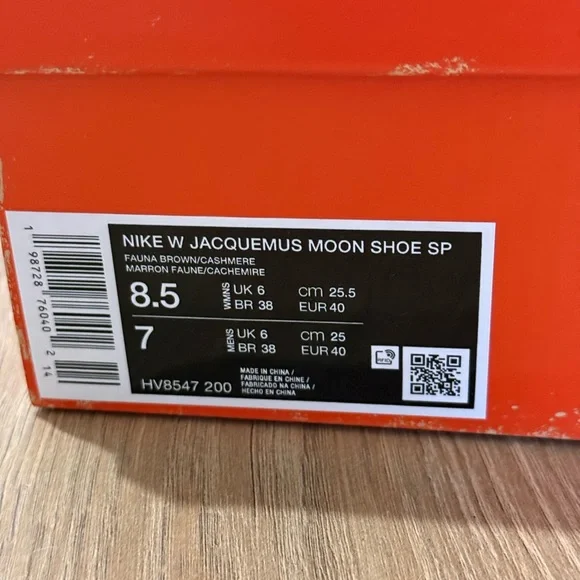 NIKE W JACQUEMUS MOON SHOE SP
FAUNA BROWN/CASHMERE
MARRON FAUNE/CACHEMIRE
8.5 WMNS UK 6 cm 25.5
BR 38 EUR 40
7 MENS UK 6 cm 25
BR 38 EUR 40
HV8547 200
MADE IN CHINA /
FABRIQUE EN CHINE /
FABRICADO NA CHINA /
HECHO EN CHINA
1 98728 76040 2 14